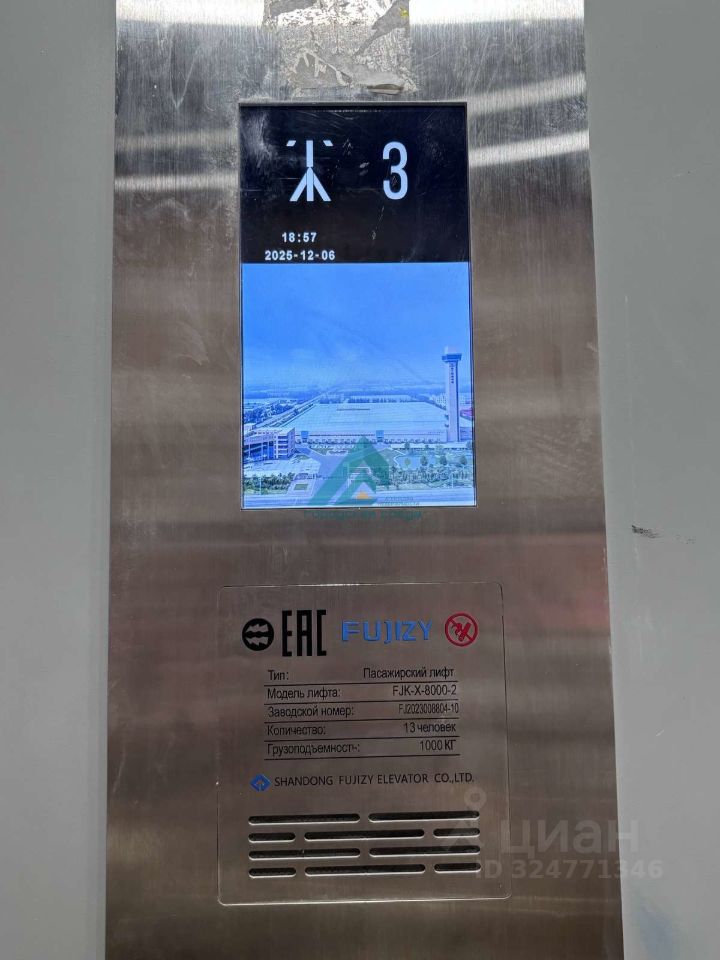 3
18:57
2025-12-06
EAC FUJIZY
Тип: Пасажирский лифт
Модель лифта: FJK-X-8000-2
Заводской номер: FJ2023008804-10
Количество: 13 человек
Грузоподъемность: 1000 КГ
SHANDONG FUJIZY ELEVATOR CO.,LTD.
циан
ID 324771346